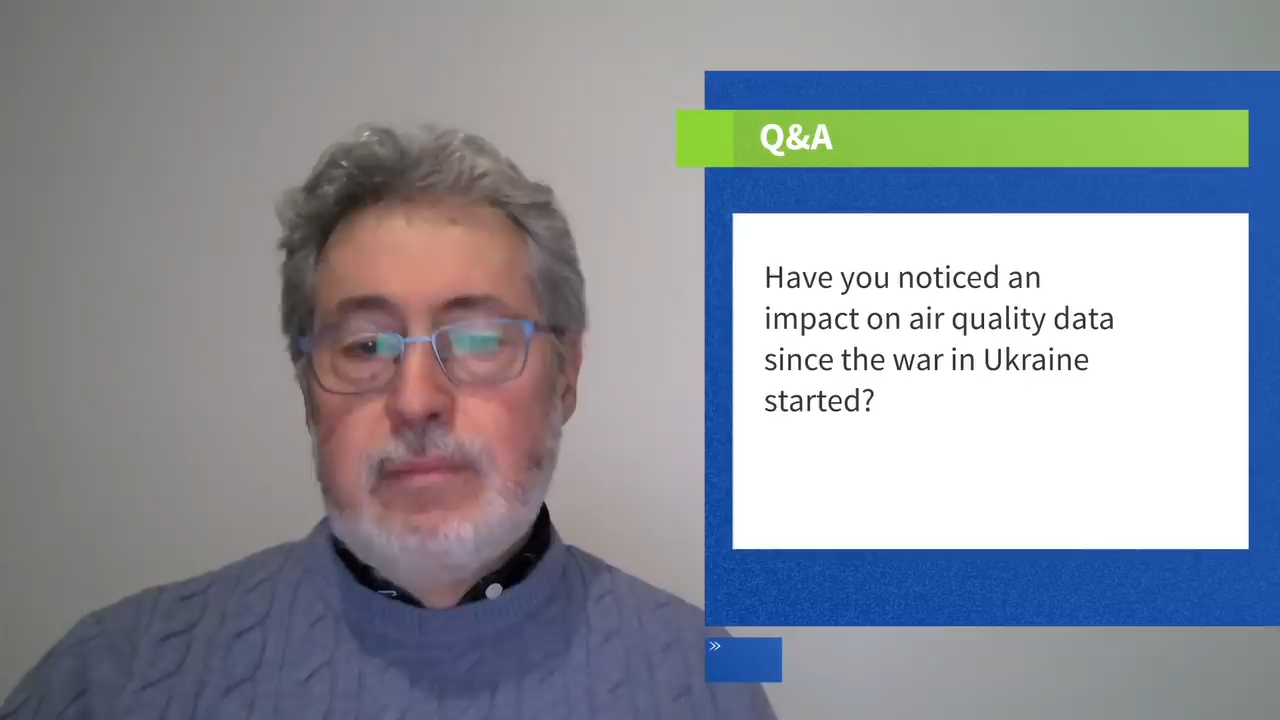 Q&A
Have you noticed an
impact on air quality data
since the war in Ukraine
started?
»